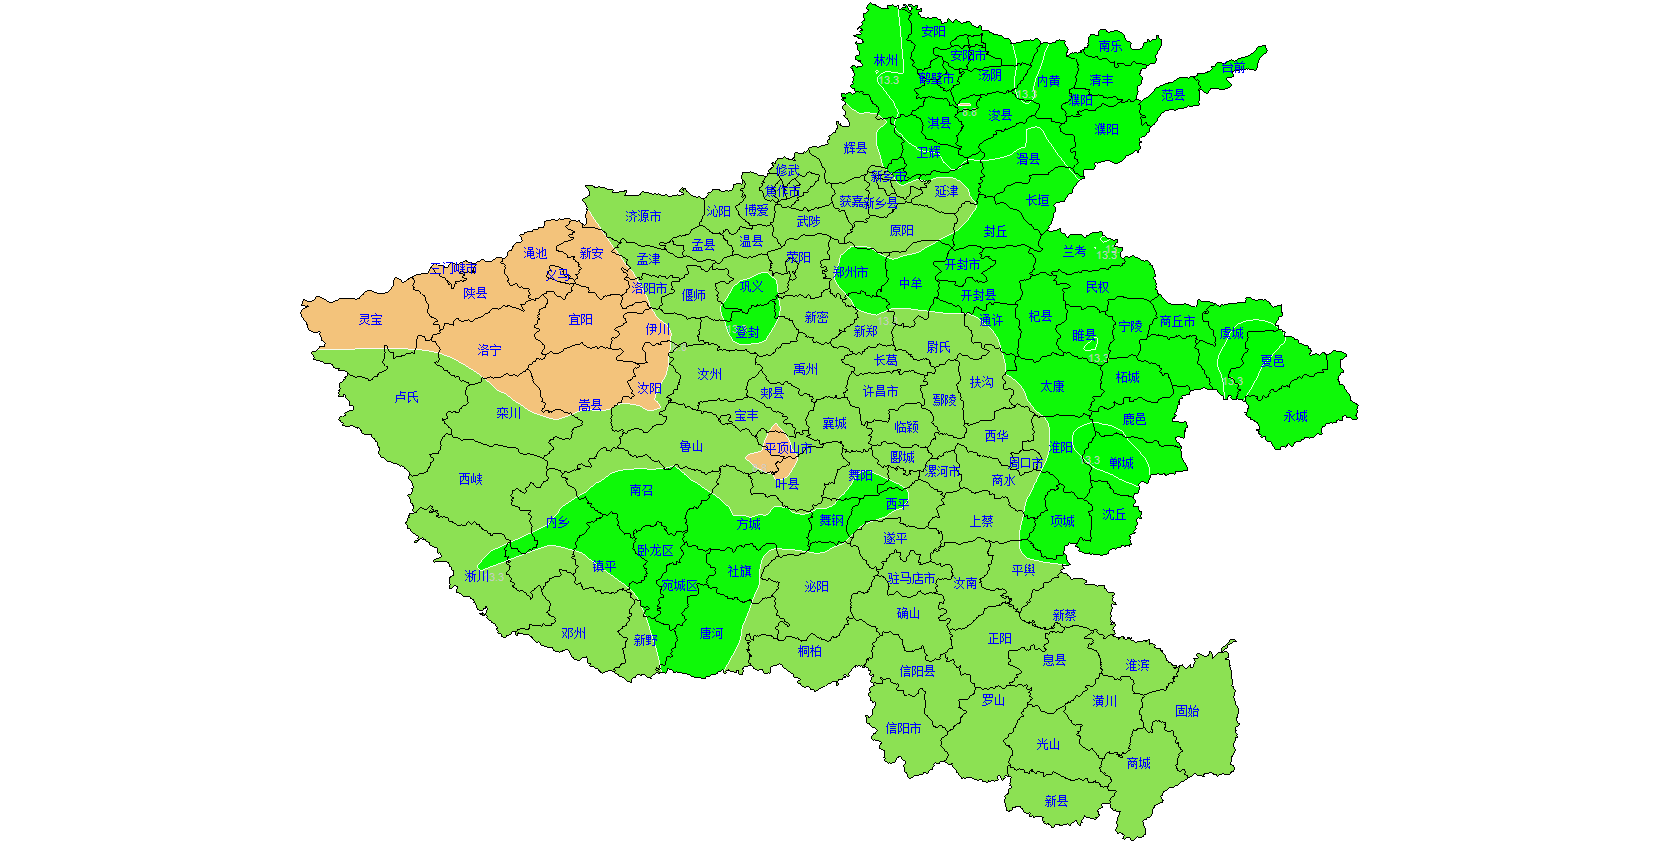 安阳
南乐
安阳市
林州
台前
鹤壁市
汤阴
内黄
清丰
13.3
13.3
濮阳
范县
6.6
浚县
淇县
濮阳
辉县
卫辉
滑县
修武
新乡市
焦作市
延津
获嘉
新乡县
长垣
济源市
沁阳
博爱
武陟
原阳
封丘
孟县
温县
兰考
13.3
渑池
新安
孟津
荥阳
开封市
三门峡市
义马
郑州市
中牟
巩义
民权
陕县
洛阳市
偃师
开封县
灵宝
宜阳
伊川
登封
新密
新郑
通许
杞县
宁陵
商丘市
睢县
虞城
洛宁
尉氏
13.3
长葛
夏邑
汝州
禹州
柘城
13.3
卢氏
汝阳
郏县
许昌市
鄢陵
扶沟
太康
嵩县
栾川
宝丰
襄城
临颍
鹿邑
永城
鲁山
平顶山市
西华
淮阳
郾城
周口市
郸城
西峡
叶县
舞阳
漯河市
商水
南召
西平
内乡
方城
舞钢
上蔡
项城
沈丘
卧龙区
遂平
淅川
3.3
镇平
社旗
平舆
宛城区
泌阳
驻马店市
汝南
邓州
新野
唐河
确山
新蔡
桐柏
正阳
信阳县
息县
淮滨
罗山
潢川
固始
信阳市
光山
商城
新县